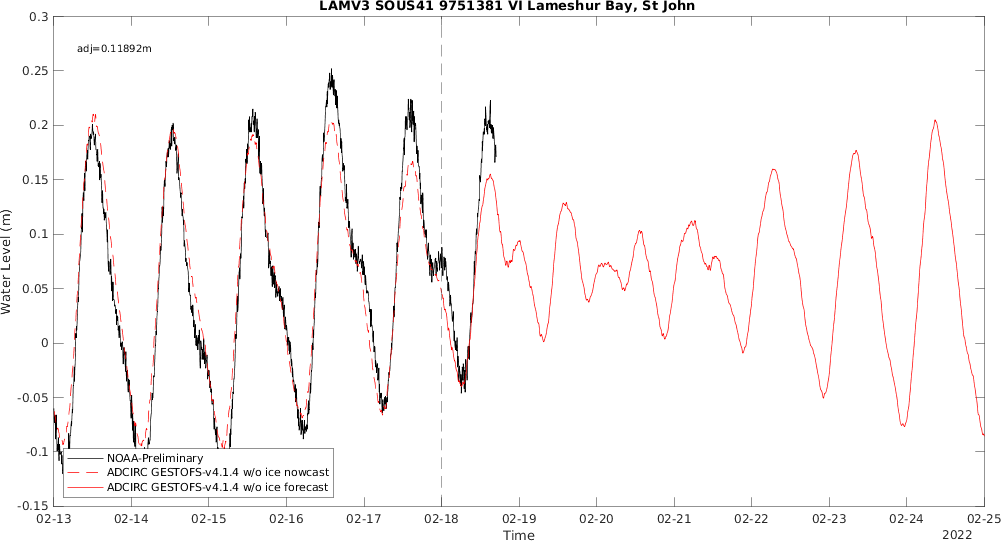 LAMV3 SOUS41 9751381 VI Lameshur Bay, St John
adj=0.11892m
0.3
0.25
0.2
0.15
0.1
0.05
0
-0.05
-0.1
-0.15
Water Level (m)
NOAA-Preliminary
ADCIRC GESTOFS-v4.1.4 w/o ice nowcast
ADCIRC GESTOFS-v4.1.4 w/o ice forecast
02-13 02-14 02-15 02-16 02-17 02-18 02-19 02-20 02-21 02-22 02-23 02-24 02-25
Time
2022